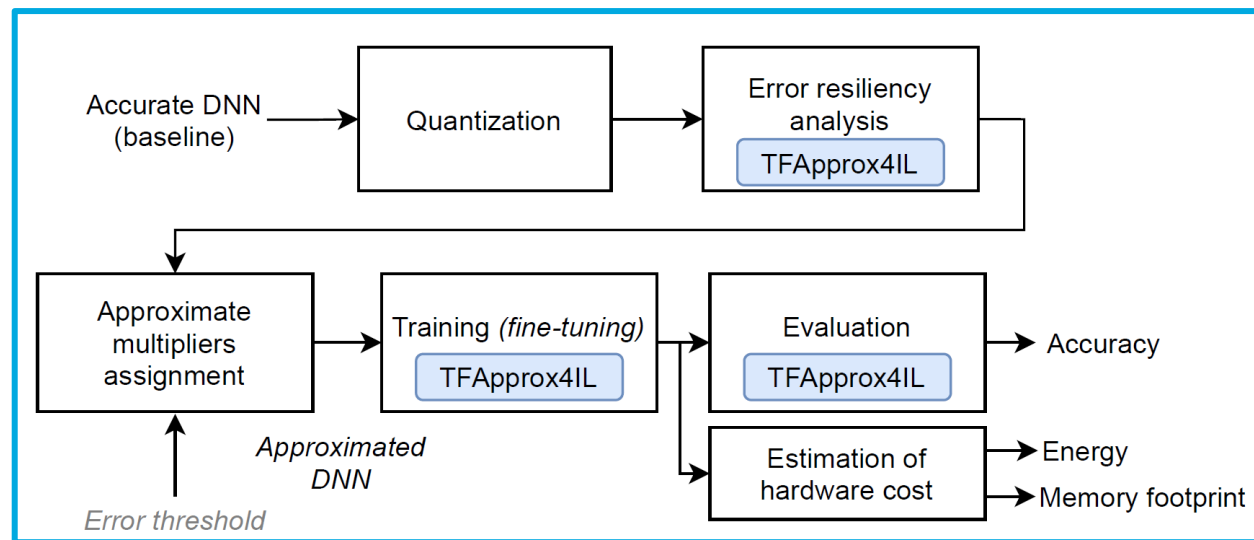 Accurate DNN
(baseline)
Quantization
Error resiliency
analysis
TFApprox4IL
Approximate
multipliers
assignment
Training (fine-tuning)
TFApprox4IL
Evaluation
TFApprox4IL
Accuracy
Approximated
DNN
Error threshold
Estimation of
hardware cost
Energy
Memory footprint